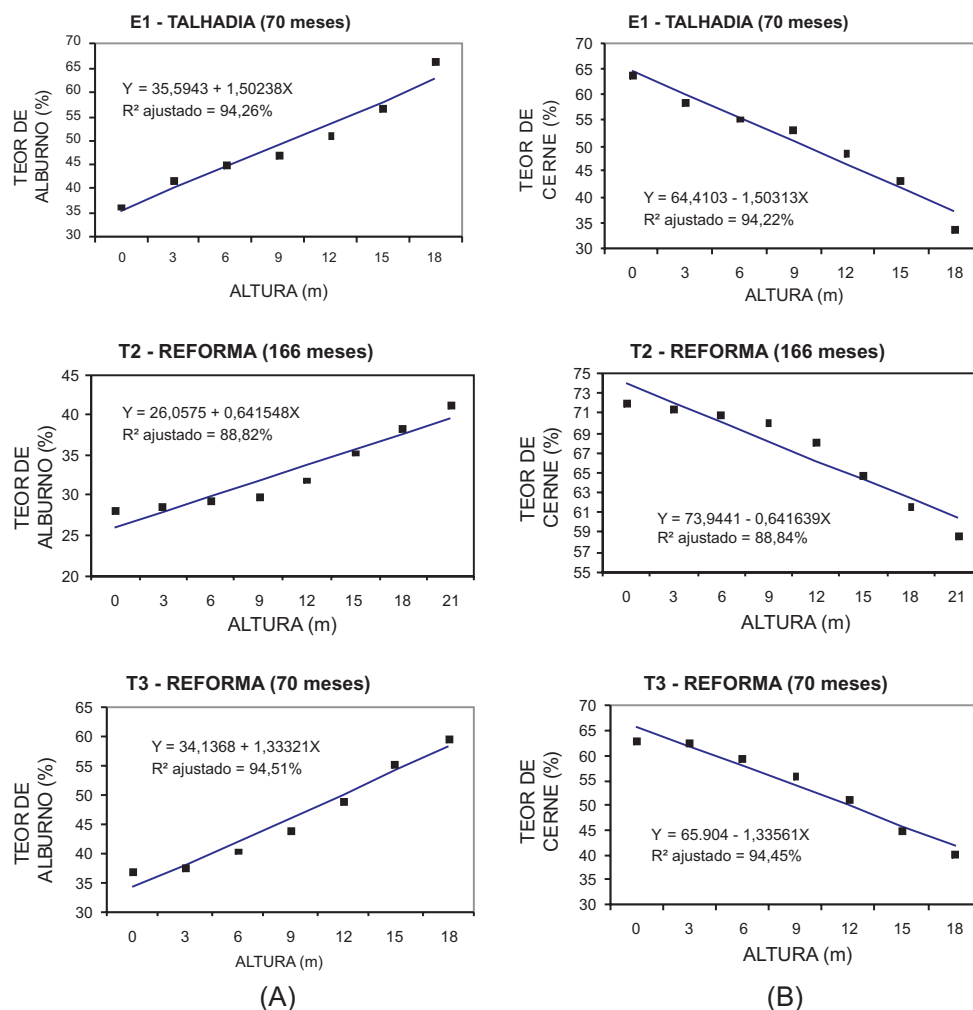 E1 - TALHADIA (70 meses)
70
65
60
55
50
45
40
35
30
TEOR DE
ALBURNO (%)
Y = 35,5943 + 1,50238X
R² ajustado = 94,26%
0 3 6 9 12 15 18
ALTURA (m)
E1 - TALHADIA (70 meses)
70
65
60
55
50
45
40
35
30
TEOR DE
CERNE (%)
Y = 64,4103 - 1,50313X
R² ajustado = 94,22%
0 3 6 9 12 15 18
ALTURA (m)
T2 - REFORMA (166 meses)
45
40
35
30
25
20
TEOR DE
ALBURNO (%)
Y = 26,0575 + 0,641548X
R² ajustado = 88,82%
0 3 6 9 12 15 18 21
ALTURA (m)
T2 - REFORMA (166 meses)
75
73
71
69
67
65
63
61
59
57
55
TEOR DE
CERNE (%)
Y = 73,9441 - 0,641639X
R² ajustado = 88,84%
0 3 6 9 12 15 18 21
ALTURA (m)
T3 - REFORMA (70 meses)
65
60
55
50
45
40
35
30
TEOR DE
ALBURNO (%)
Y = 34,1368 + 1,33321X
R² ajustado = 94,51%
0 3 6 9 12 15 18
ALTURA (m)
(A)
T3 - REFORMA (70 meses)
70
65
60
55
50
45
40
35
30
TEOR DE
CERNE (%)
Y = 65.904 - 1,33561X
R² ajustado = 94,45%
0 3 6 9 12 15 18
ALTURA (m)
(B)